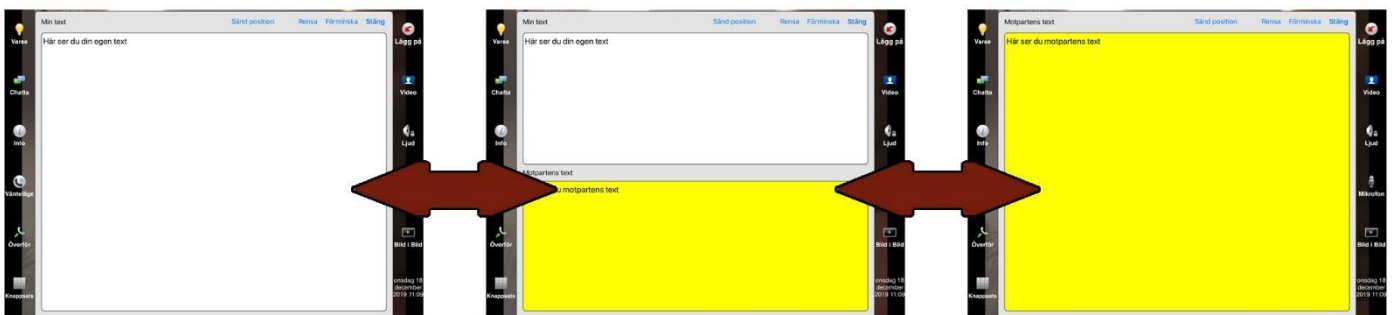 Min text Sänd position Rensa Förminska Stäng
Här ser du din egen text
Varse
Chatta
Info
Vänteläge
Överför
Knappsats
Lägg på
Video
Ljud
Bild i Bild
onsdag 18
december
2019 11:09
Min text Sänd position Rensa Förminska Stäng
Här ser du din egen text
Motpartens text
u motpartens text
Varse
Chatta
Info
Överför
Knappsats
Lägg på
Video
Ljud
Bild i Bild
onsdag 18
december
2019 11:09
Motpartens text Sänd position Rensa Förminska Stäng
Här ser du motpartens text
Varse
Chatta
Info
Överför
Knappsats
Lägg på
Video
Ljud
Mikrofon
Bild i Bild
onsdag 18
december
2019 11:09